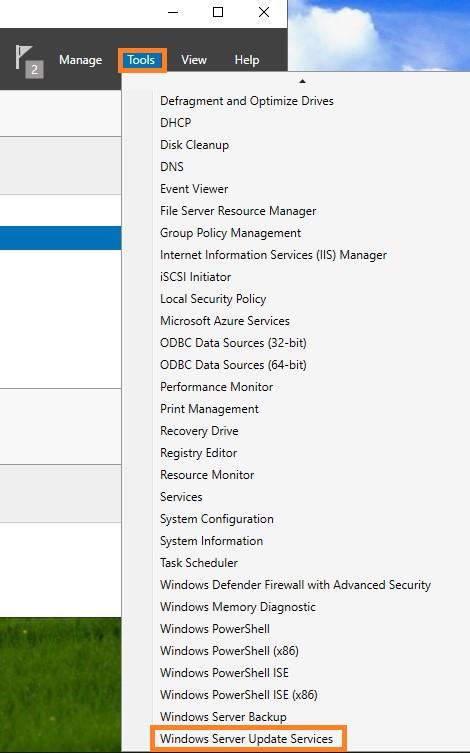 2
Manage
Tools
View
Help
Defragment and Optimize Drives
DHCP
Disk Cleanup
DNS
Event Viewer
File Server Resource Manager
Group Policy Management
Internet Information Services (IIS) Manager
iSCSI Initiator
Local Security Policy
Microsoft Azure Services
ODBC Data Sources (32-bit)
ODBC Data Sources (64-bit)
Performance Monitor
Print Management
Recovery Drive
Registry Editor
Resource Monitor
Services
System Configuration
System Information
Task Scheduler
Windows Defender Firewall with Advanced Security
Windows Memory Diagnostic
Windows PowerShell
Windows PowerShell (x86)
Windows PowerShell ISE
Windows PowerShell ISE (x86)
Windows Server Backup
Windows Server Update Services